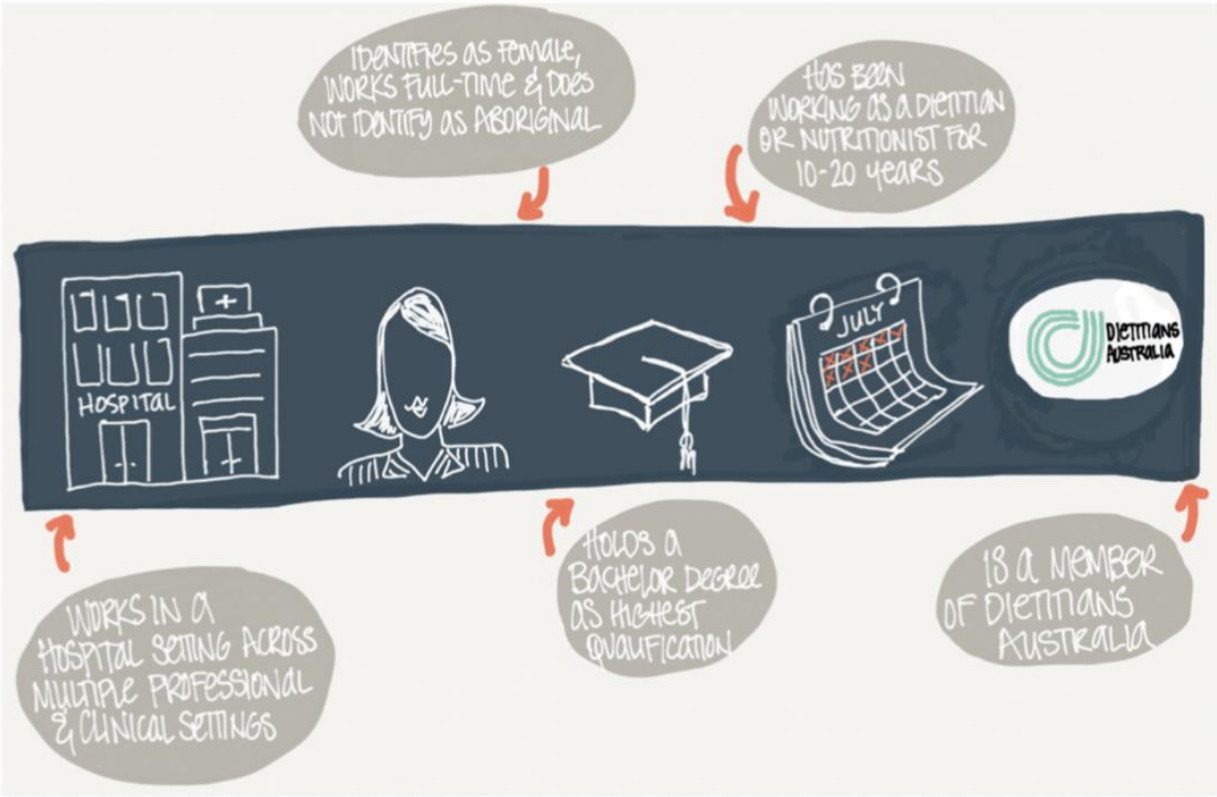 IDENTIFIES AS FEMALE,
WORKS FULL-TIME & DOES
NOT IDENTIFY AS ABORIGINAL
HAS BEEN
WORKING AS A DIETITIAN
OR NUTRITIONIST FOR
10-20 YEARS
HOSPITAL
JULY
DIETITIANS
AUSTRALIA
WORKS IN A
HOSPITAL SETTING ACROSS
MULTIPLE PROFESSIONAL
& CLINICAL SETTINGS
HOLDS A
BACHELOR DEGREE
AS HIGHEST
QUALIFICATION
IS A MEMBER
OF DIETITIANS
AUSTRALIA